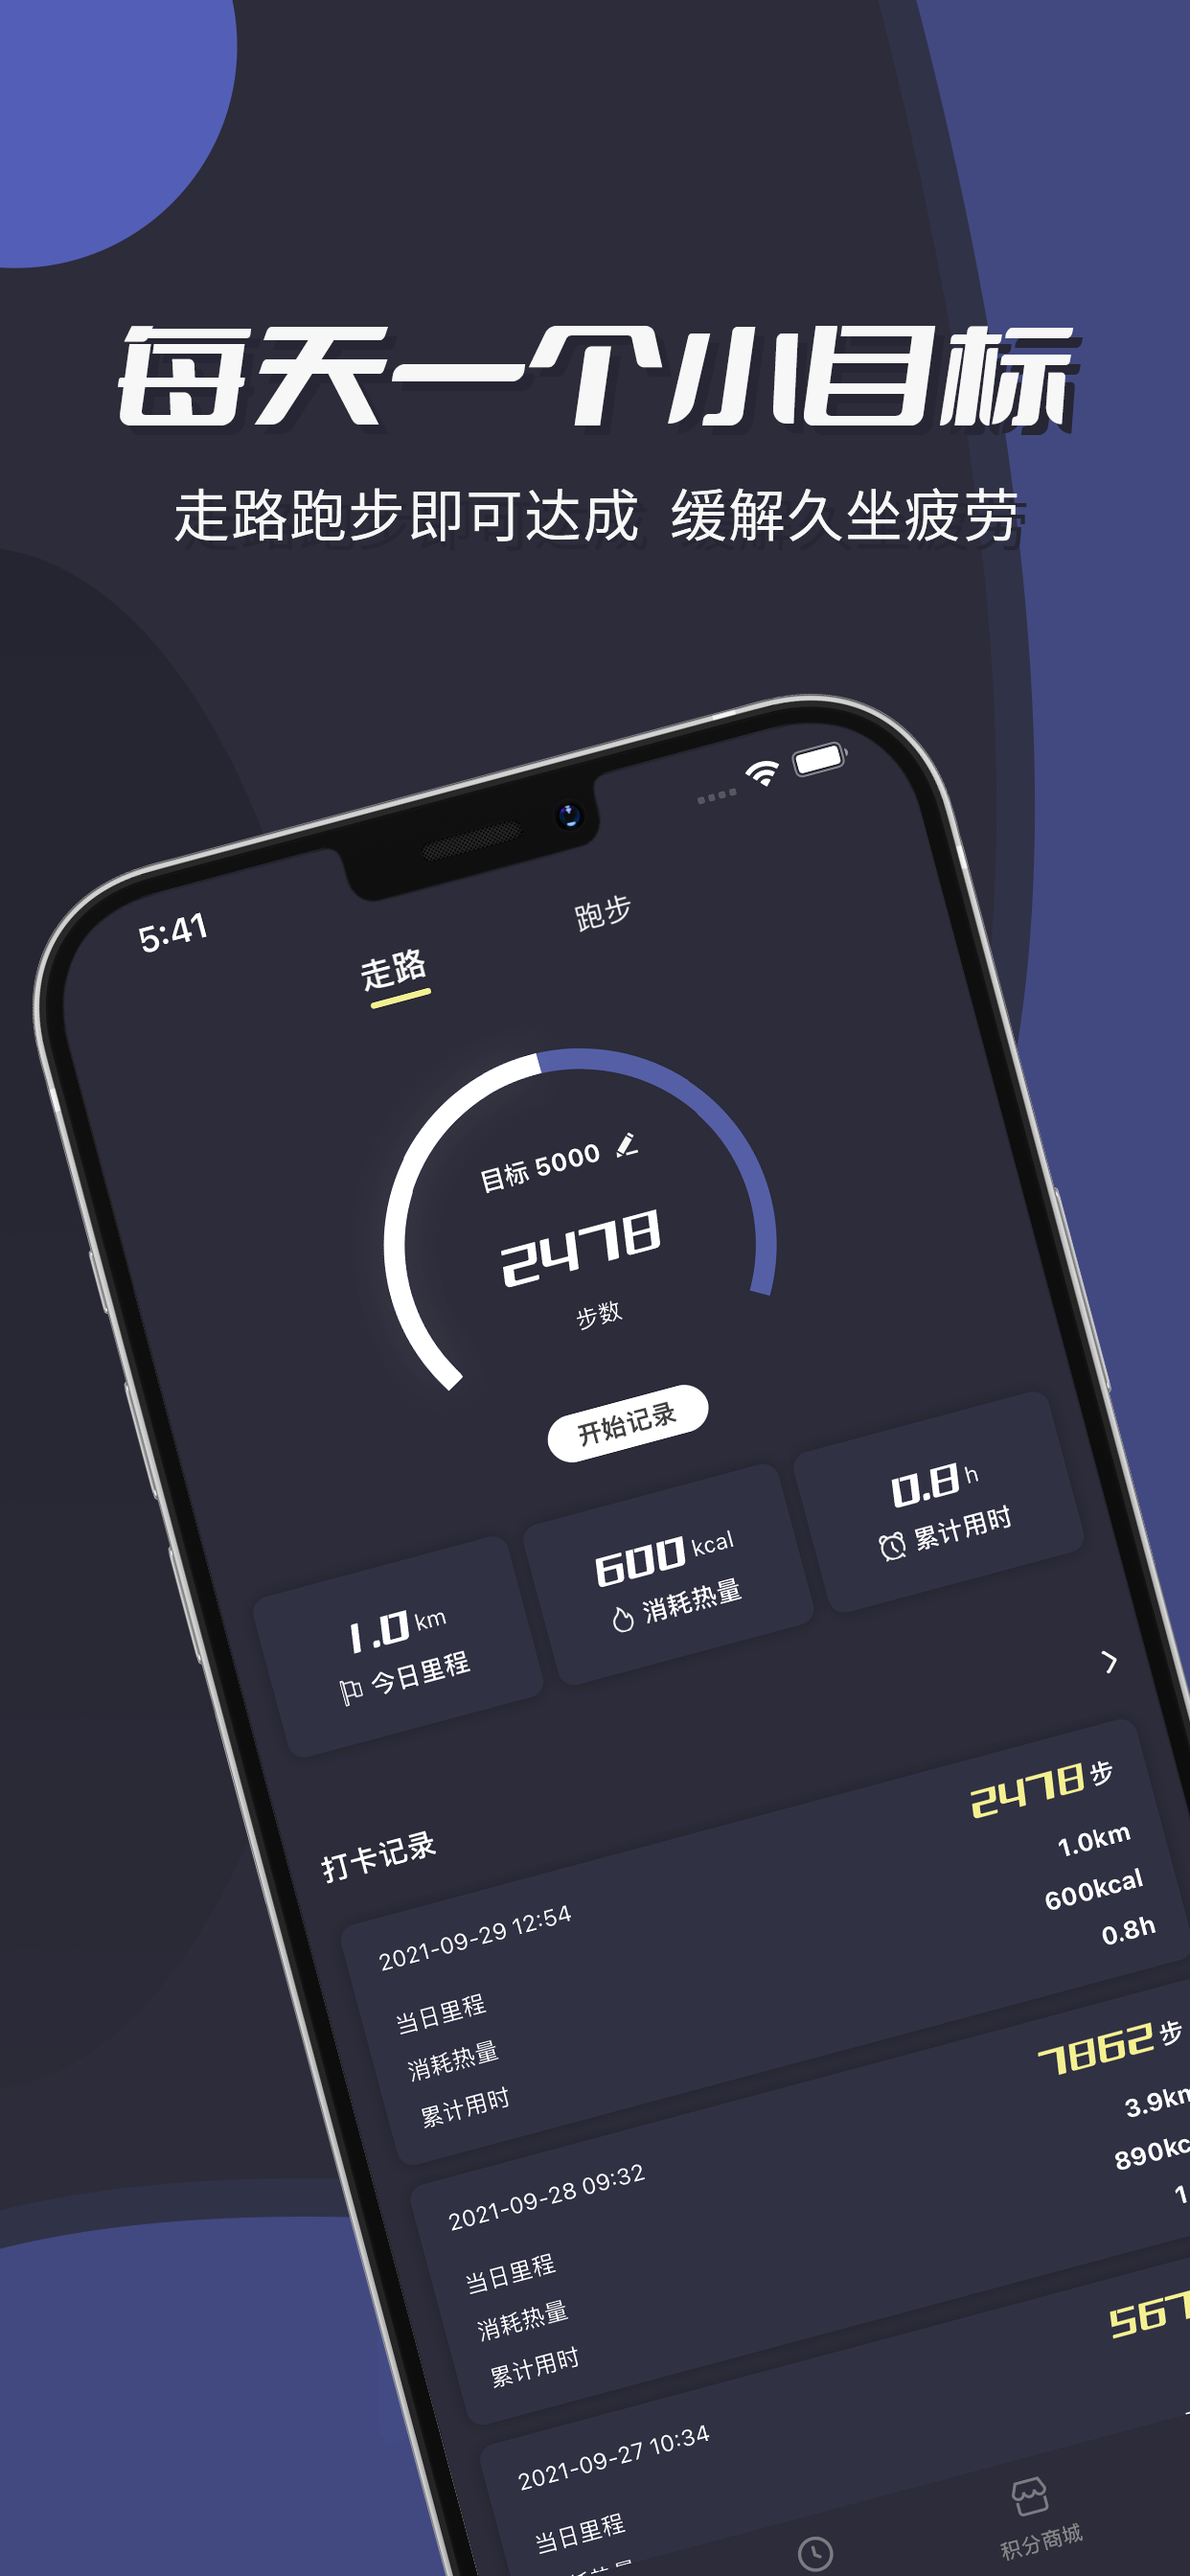 每天一个小目标
走路跑步即可达成 缓解久坐疲劳
5:41
走路 跑步
目标 5000
2478
步数
开始记录
1.0 km
今日里程
600 kcal
消耗热量
0.8 h
累计用时
打卡记录
2021-09-29 12:54 2478 步
当日里程 1.0km
消耗热量 600kcal
累计用时 0.8h
2021-09-28 09:32 7862 步
当日里程 3.9km
消耗热量 890kc
累计用时 1
2021-09-27 10:34 567
当日里程
消耗热量
积分商城